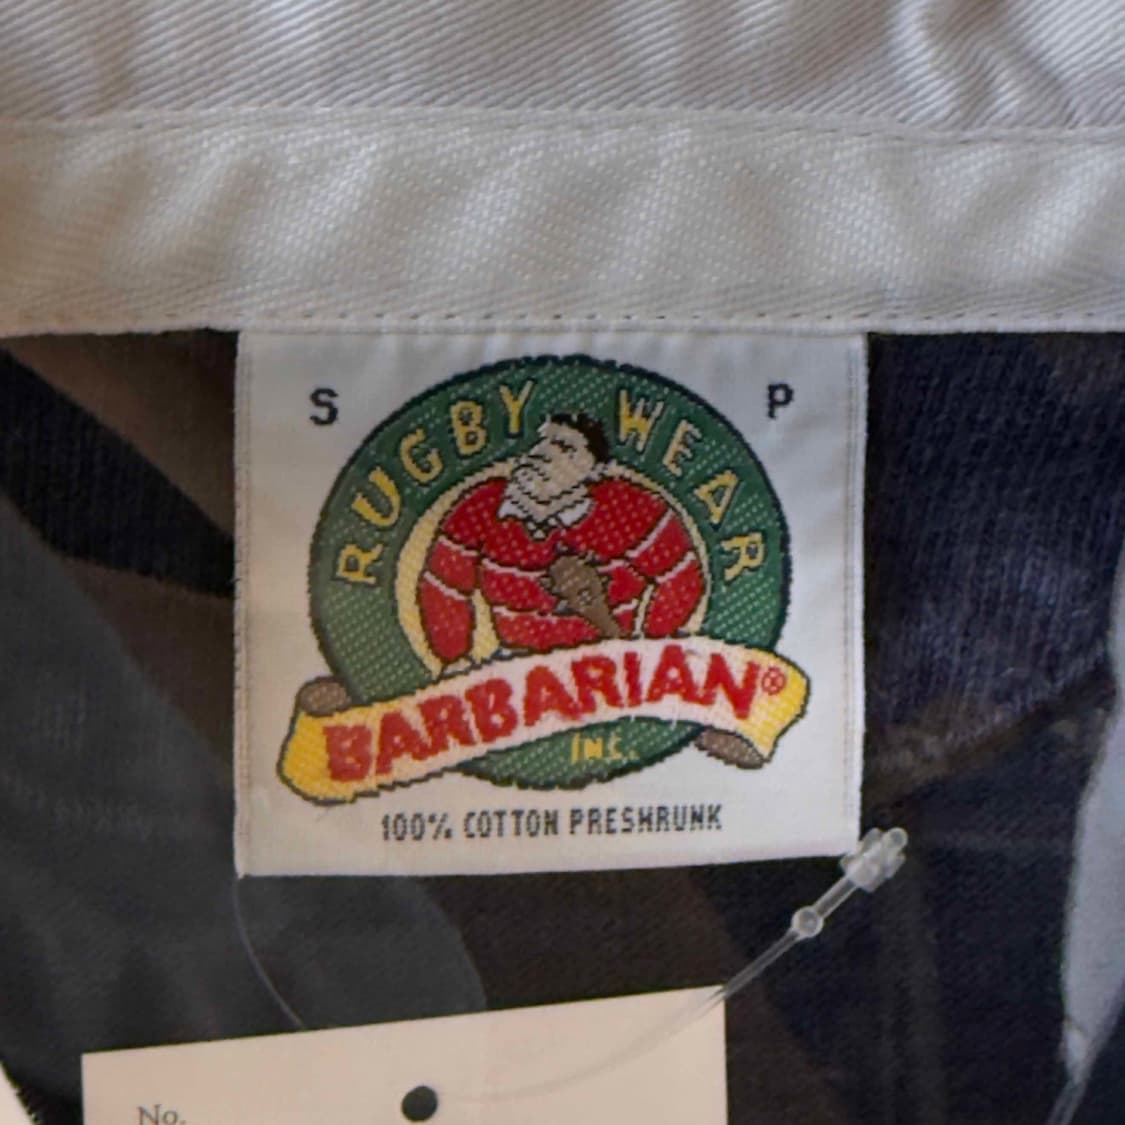 S P
RUGBY WEAR
BARBARIAN®
INC.
100% COTTON PRESHRUNK
No.